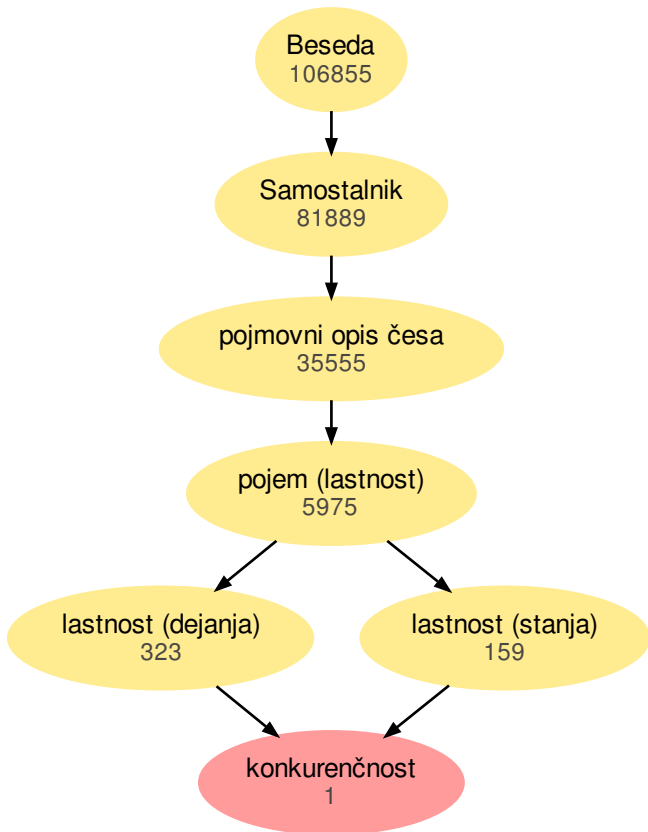 Beseda
106855
Samostalnik
81889
pojmovni opis česa
35555
pojem (lastnost)
5975
lastnost (dejanja)
323
lastnost (stanja)
159
konkurenčnost
1